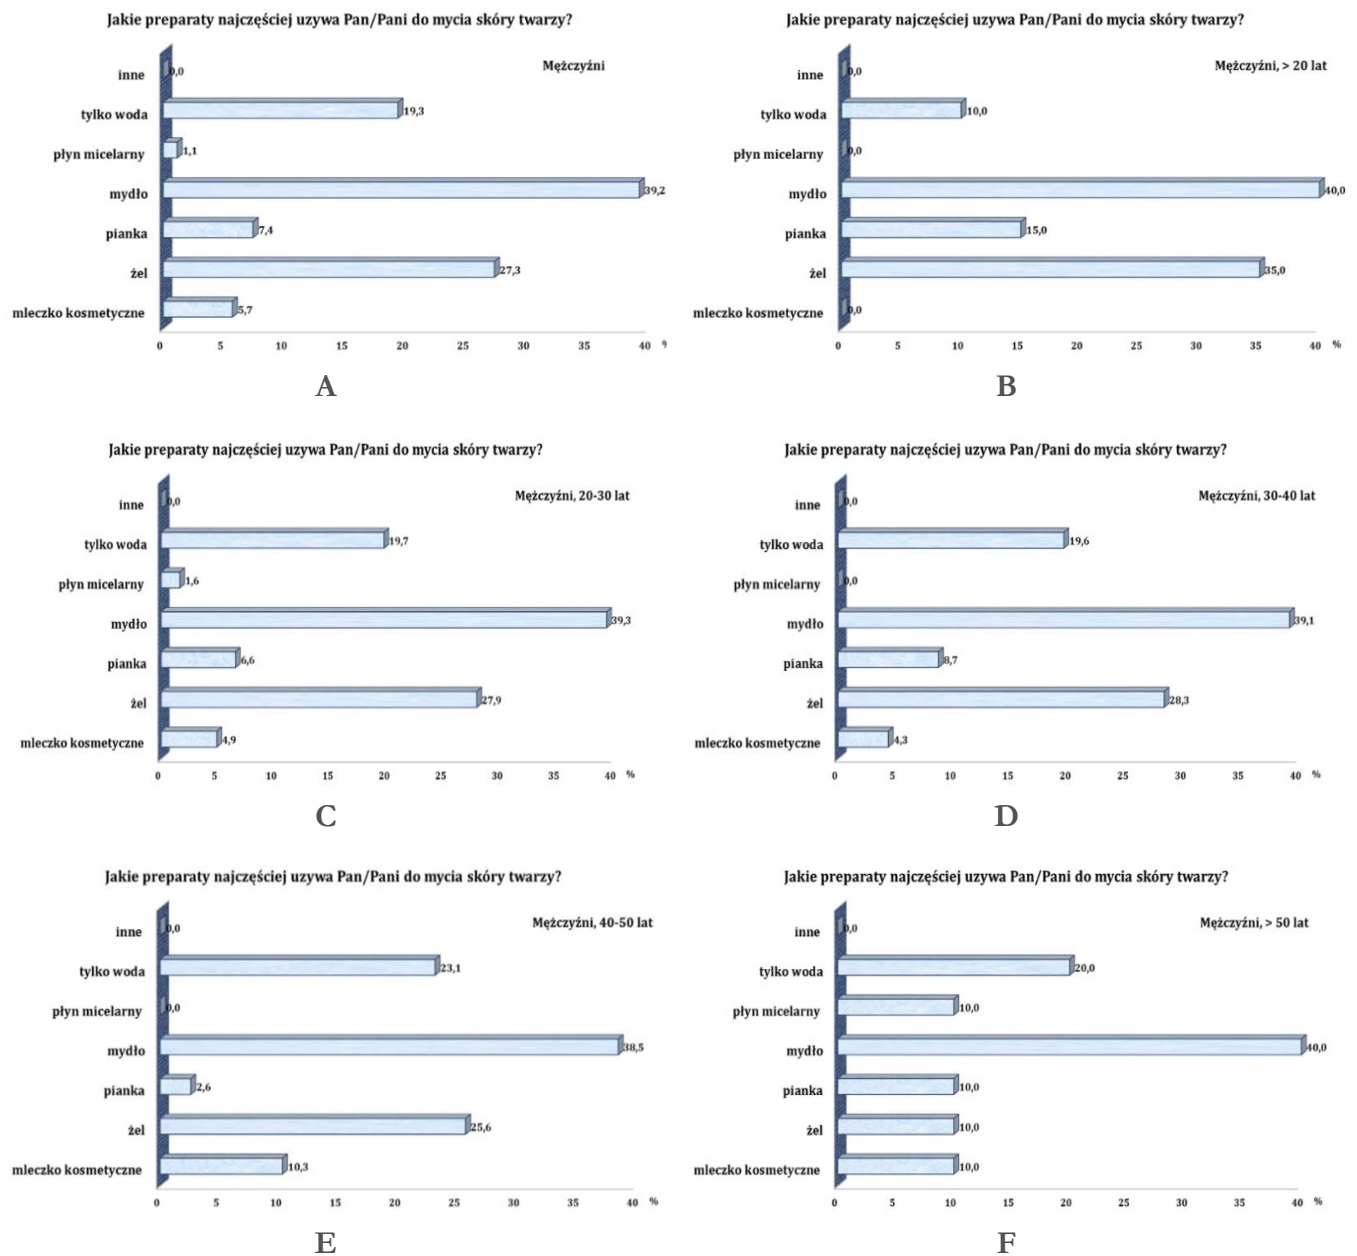 Jakie preparaty najczęściej uzywa Pan/Pani do mycia skóry twarzy?
Mężczyźni
inne 0,0
tylko woda 19,3
płyn micelarny 1,1
mydło 39,2
pianka 7,4
żel 27,3
mleczko kosmetyczne 5,7
0 5 10 15 20 25 30 35 40
A
Jakie preparaty najczęściej uzywa Pan/Pani do mycia skóry twarzy?
Mężczyźni, > 20 lat
inne 0,0
tylko woda 10,0
płyn micelarny 0,0
mydło 40,0
pianka 15,0
żel 35,0
mleczko kosmetyczne 0,0
0 5 10 15 20 25 30 35 40 %
B
Jakie preparaty najczęściej uzywa Pan/Pani do mycia skóry twarzy?
Mężczyźni, 20-30 lat
inne 0,0
tylko woda 19,7
płyn micelarny 1,6
mydło 39,3
pianka 6,6
żel 27,9
mleczko kosmetyczne 4,9
0 5 10 15 20 25 30 35 40 %
C
Jakie preparaty najczęściej uzywa Pan/Pani do mycia skóry twarzy?
Mężczyźni, 30-40 lat
inne 0,0
tylko woda 19,6
płyn micelarny 0,0
mydło 39,1
pianka 8,7
żel 28,3
mleczko kosmetyczne 4,3
0 5 10 15 20 25 30 35 40 %
D
Jakie preparaty najczęściej uzywa Pan/Pani do mycia skóry twarzy?
Mężczyźni, 40-50 lat
inne 0,0
tylko woda 23,1
płyn micelarny 0,0
mydło 38,5
pianka 2,6
żel 25,6
mleczko kosmetyczne 10,3
0 5 10 15 20 25 30 35 40 %
E
Jakie preparaty najczęściej uzywa Pan/Pani do mycia skóry twarzy?
Mężczyźni, > 50 lat
inne 0,0
tylko woda 20,0
płyn micelarny 10,0
mydło 40,0
pianka 10,0
żel 10,0
mleczko kosmetyczne 10,0
0 5 10 15 20 25 30 35 40 %
F